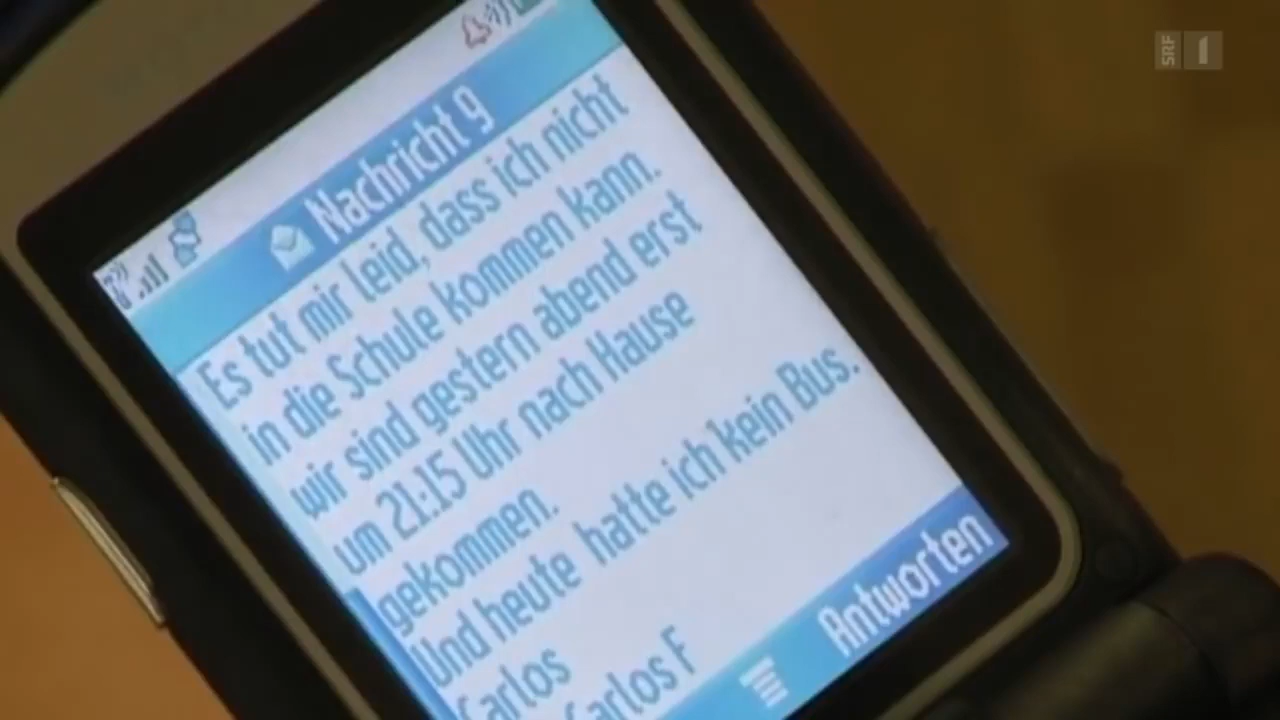 SRF 1
Nachricht 9
Es tut mir leid, dass ich nicht
in die Schule kommen kann.
wir sind gestern abend erst
um 21:15 Uhr nach Hause
gekommen.
Und heute hatte ich kein Bus.
Carlos
Carlos F
Antworten